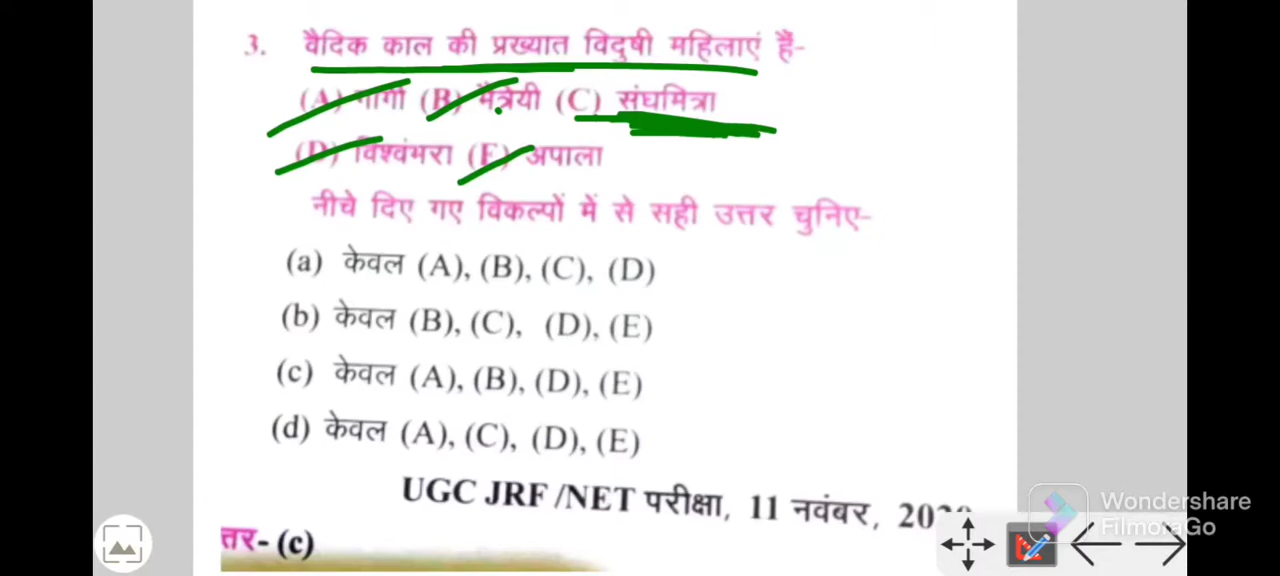 3. वैदिक काल की प्रख्यात विदुषी महिलाएं हैं-
(A) गार्गी (B) मैत्रेयी (C) संघमित्रा
(D) विश्वंभरा (E) अपाला
नीचे दिए गए विकल्पों में से सही उत्तर चुनिए-
(a) केवल (A), (B), (C), (D)
(b) केवल (B), (C), (D), (E)
(c) केवल (A), (B), (D), (E)
(d) केवल (A), (C), (D), (E)
UGC JRF /NET परीक्षा, 11 नवंबर,
त्तर- (c)
Wondershare
FilmoraGo